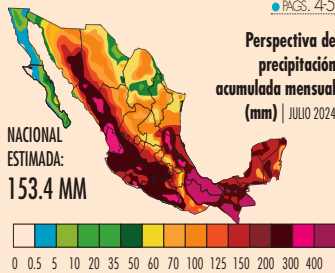 ● PAGS. 4-5
Perspectiva de
precipitación
acumulada mensual
(mm) | JULIO 2024
NACIONAL
ESTIMADA:
153.4 MM
0 0.5 5 10 20 35 50 60 70 100 125 150 200 300 400